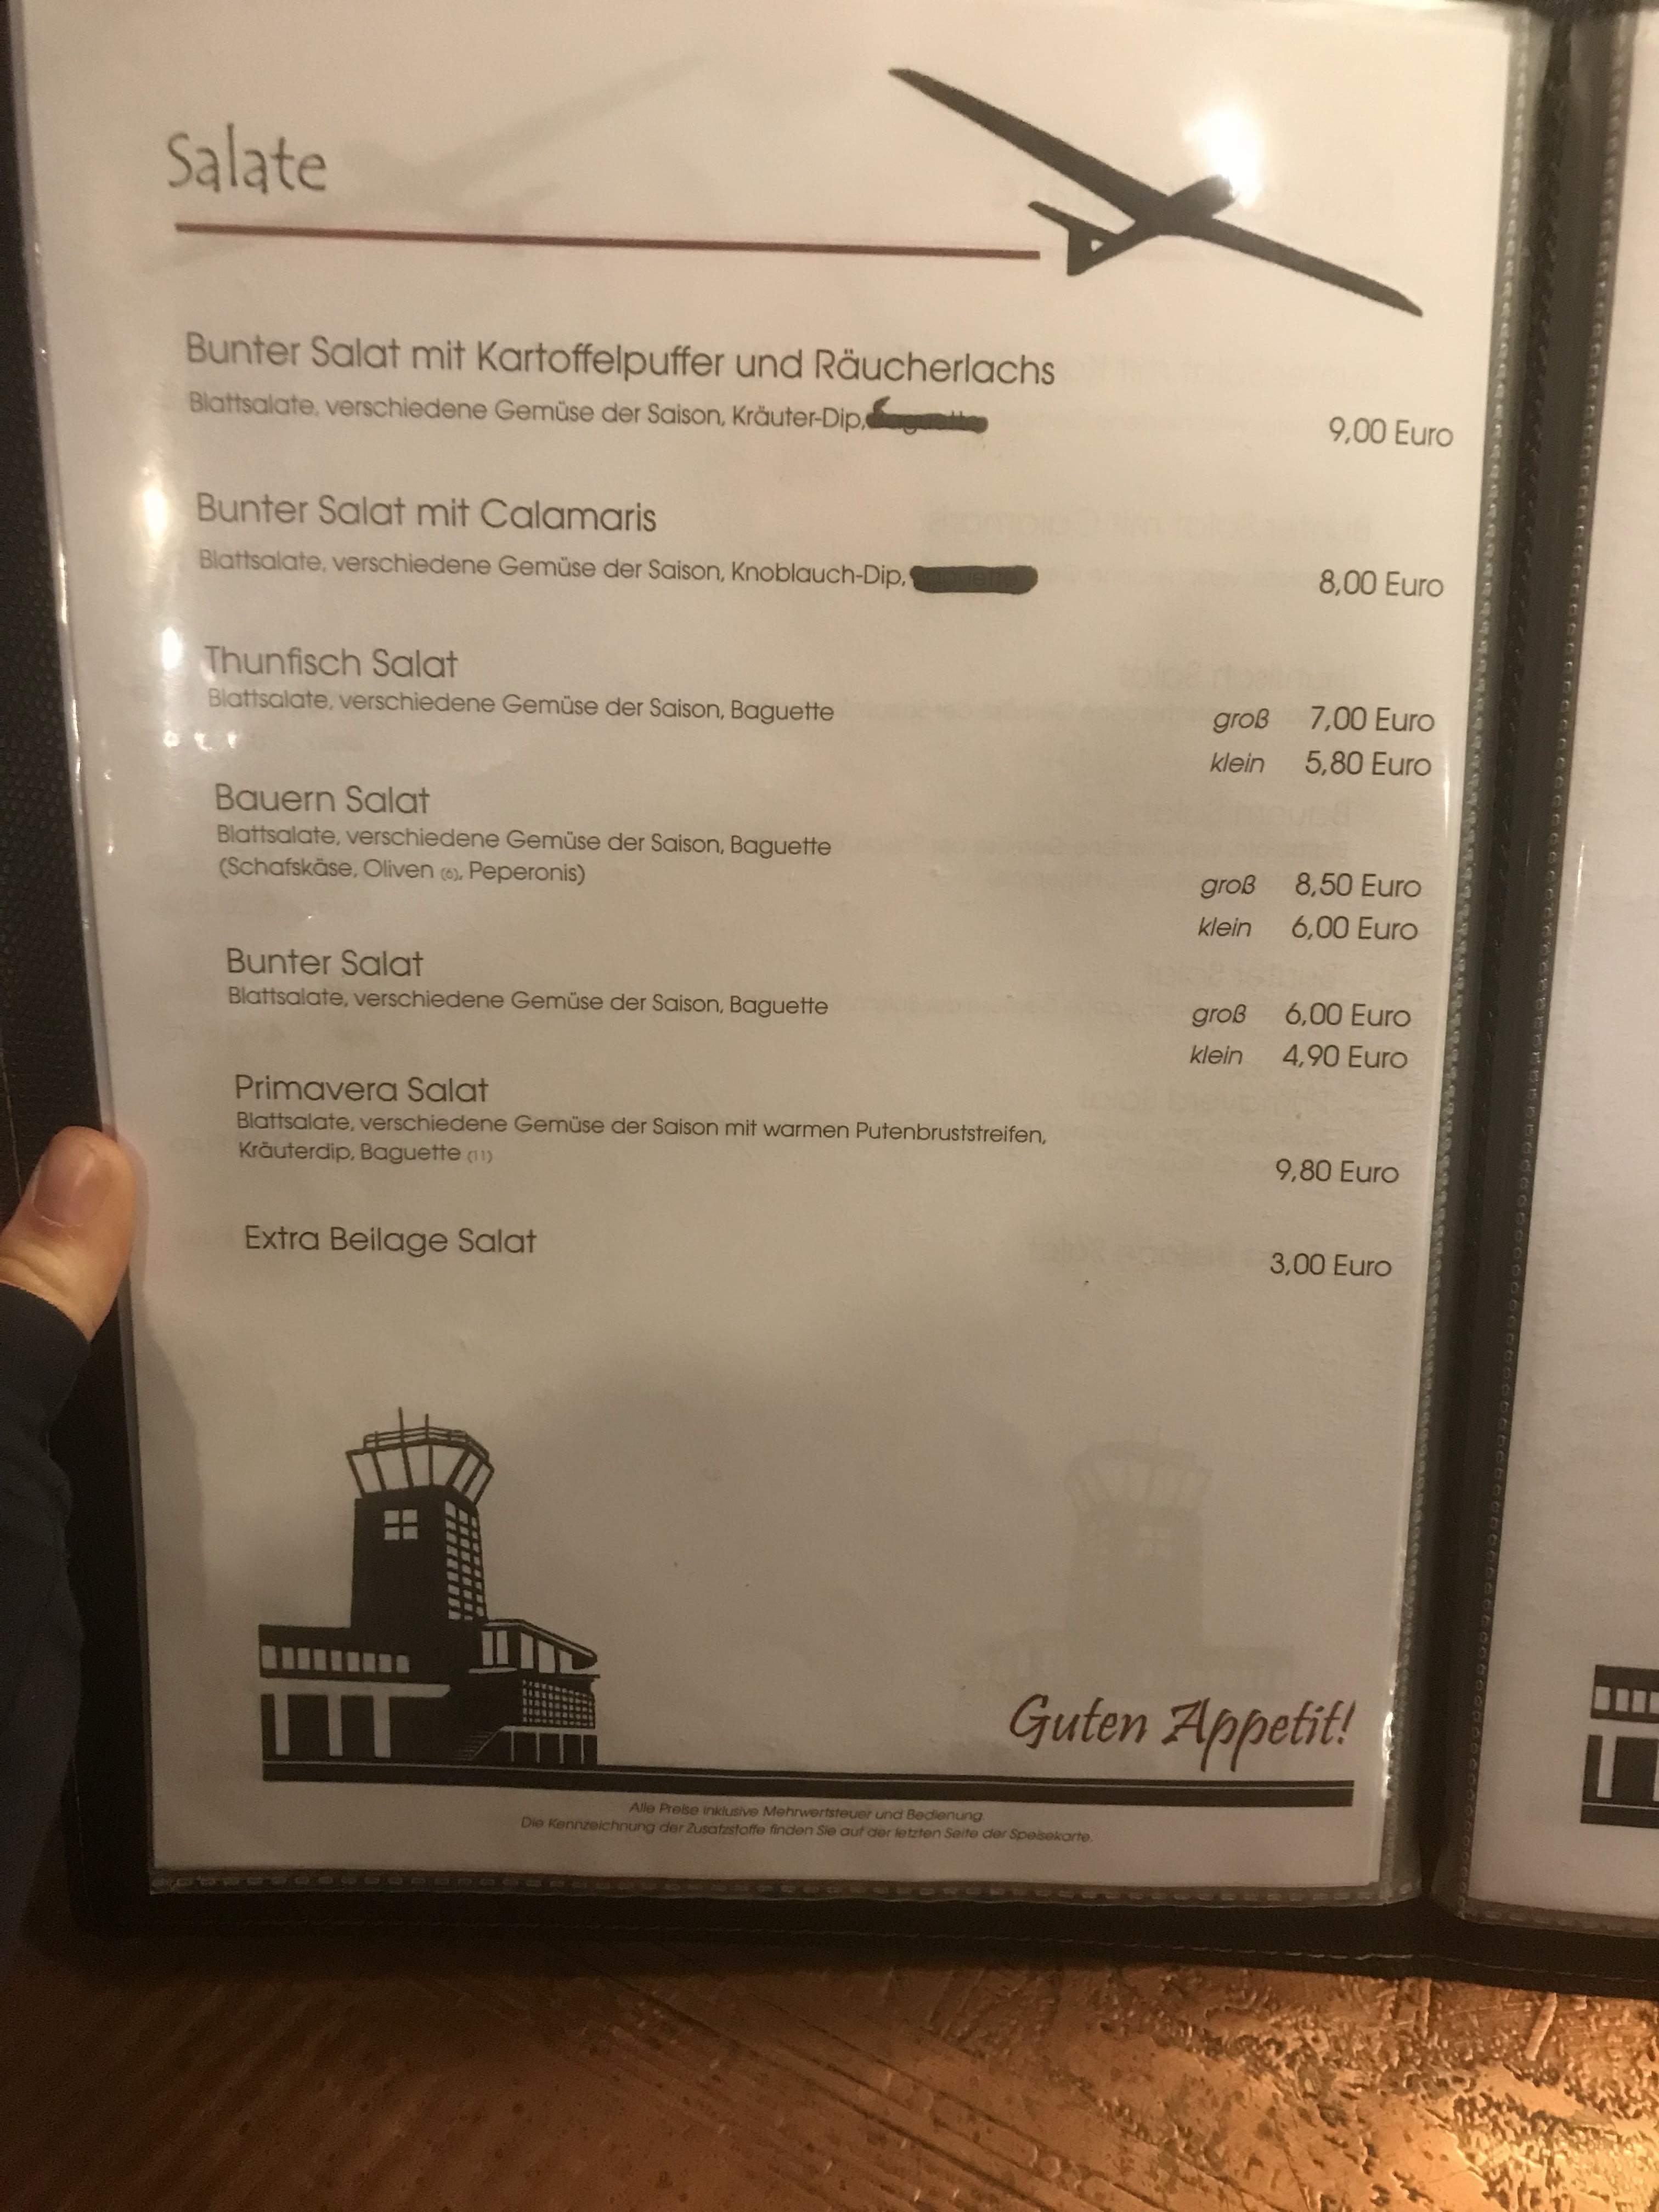 Salate
Bunter Salat mit Kartoffelpuffer und Räucherlachs
Blattsalate, verschiedene Gemüse der Saison, Kräuter-Dip,
9,00 Euro
Bunter Salat mit Calamaris
Blattsalate, verschiedene Gemüse der Saison, Knoblauch-Dip,
8,00 Euro
Thunfisch Salat
Blattsalate, verschiedene Gemüse der Saison, Baguette
groß 7,00 Euro
klein 5,80 Euro
Bauern Salat
Blattsalate, verschiedene Gemüse der Saison, Baguette
(Schafskäse, Oliven (6), Peperonis)
groß 8,50 Euro
klein 6,00 Euro
Bunter Salat
Blattsalate, verschiedene Gemüse der Saison, Baguette
groß 6,00 Euro
klein 4,90 Euro
Primavera Salat
Blattsalate, verschiedene Gemüse der Saison mit warmen Putenbruststreifen,
Kräuterdip, Baguette (11)
9,80 Euro
Extra Beilage Salat
3,00 Euro
Guten Appetit!
Alle Preise inklusive Mehrwertsteuer und Bedienung.
Die Kennzeichnung der Zusatzstoffe finden Sie auf der letzten Seite der Speisekarte.